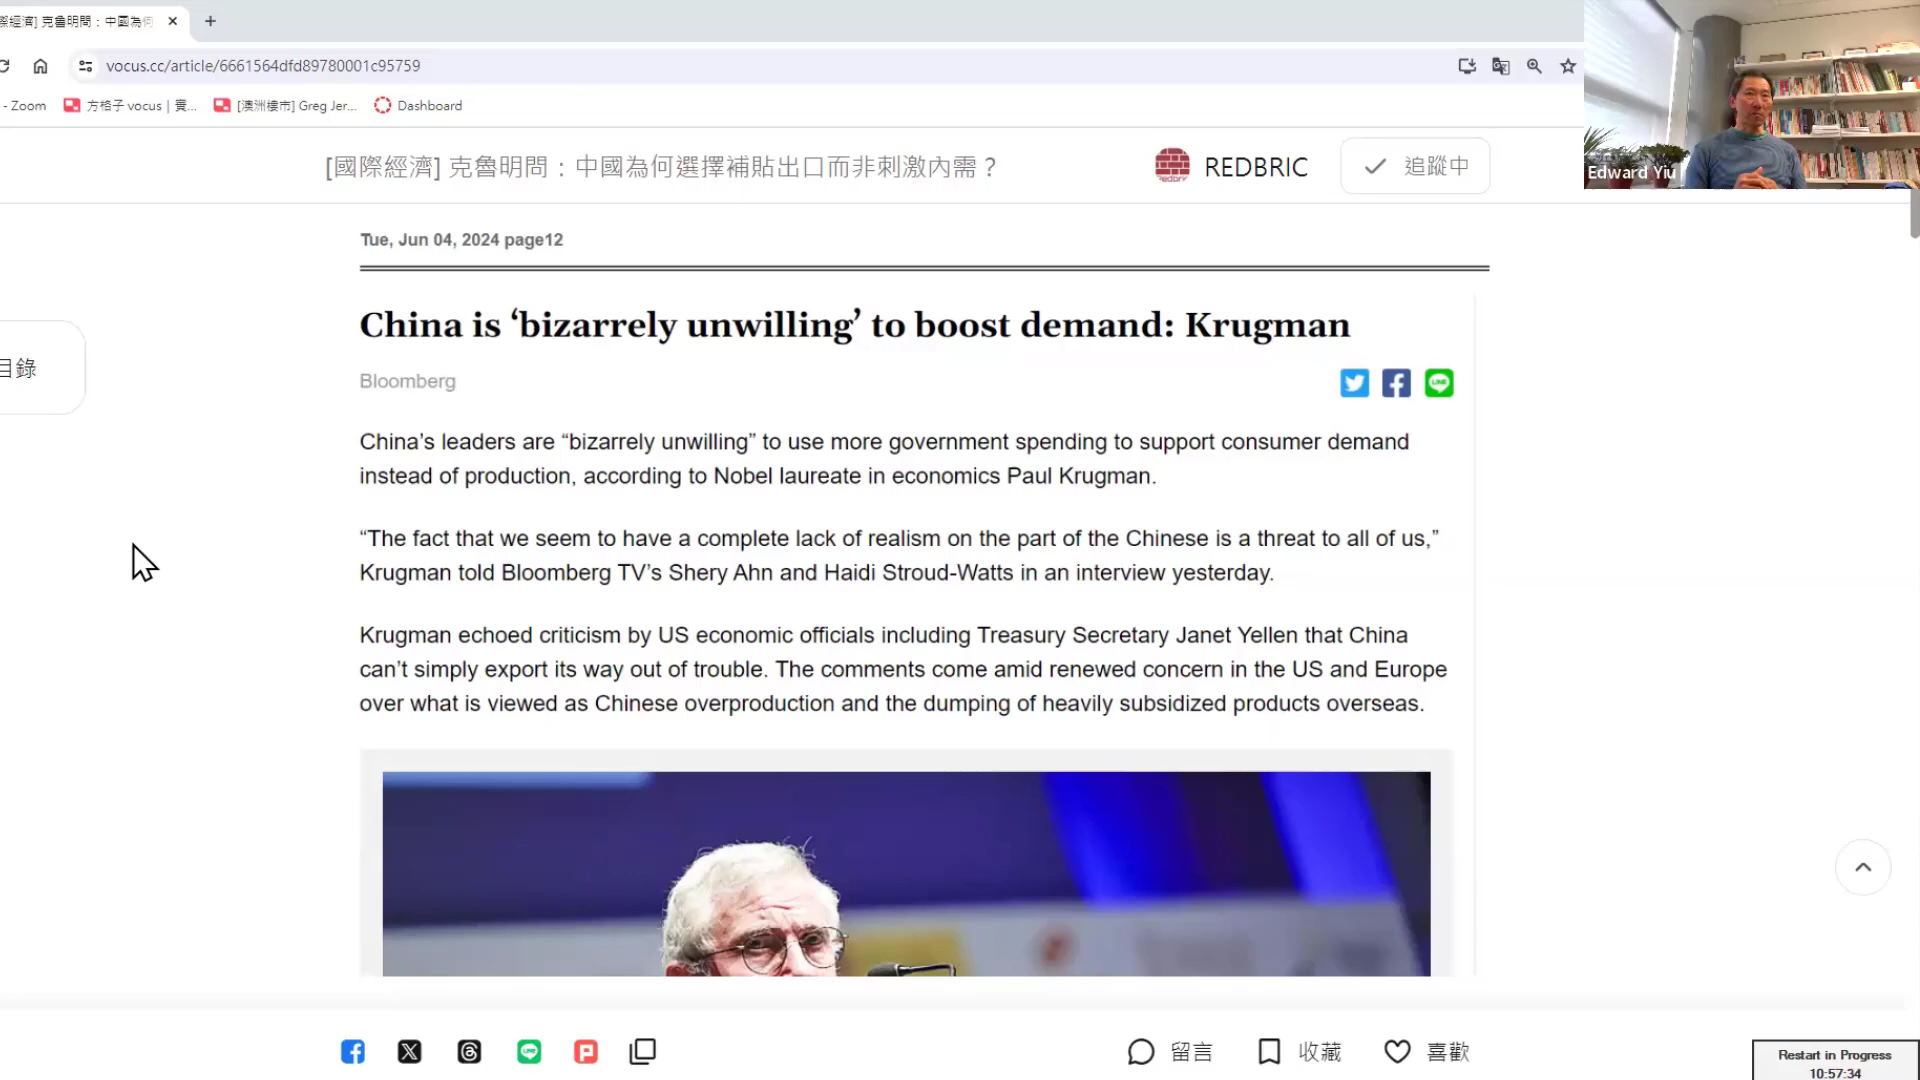 際經濟] 克魯明問：中國為何
vocus.cc/article/6661564dfd89780001c95759
- Zoom
方格子 vocus | 實...
[澳洲樓市] Greg Jer...
Dashboard
Edward Yiu
[國際經濟] 克魯明問：中國為何選擇補貼出口而非刺激內需？
REDBRIC
追蹤中
Tue, Jun 04, 2024 page12
China is ‘bizarrely unwilling’ to boost demand: Krugman
目錄
Bloomberg
China’s leaders are “bizarrely unwilling” to use more government spending to support consumer demand
instead of production, according to Nobel laureate in economics Paul Krugman.
“The fact that we seem to have a complete lack of realism on the part of the Chinese is a threat to all of us,”
Krugman told Bloomberg TV’s Shery Ahn and Haidi Stroud-Watts in an interview yesterday.
Krugman echoed criticism by US economic officials including Treasury Secretary Janet Yellen that China
can’t simply export its way out of trouble. The comments come amid renewed concern in the US and Europe
over what is viewed as Chinese overproduction and the dumping of heavily subsidized products overseas.
留言
收藏
喜歡
Restart in Progress
10:57:34